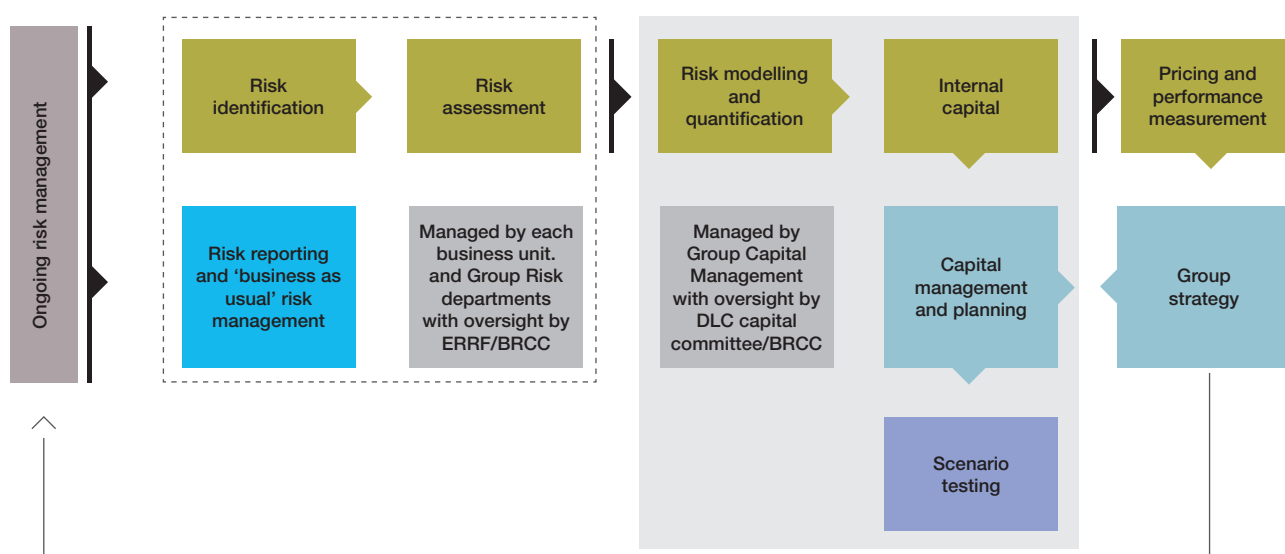 Ongoing risk management
Risk
identification
Risk
assessment
Risk modelling
and
quantification
Internal
capital
Pricing and
performance
measurement
Risk reporting
and ‘business as
usual’ risk
management
Managed by each
business unit.
and Group Risk
departments
with oversight by
ERRF/BRCC
Managed by
Group Capital
Management
with oversight by
DLC capital
committee/BRCC
Capital
management
and planning
Group
strategy
Scenario
testing